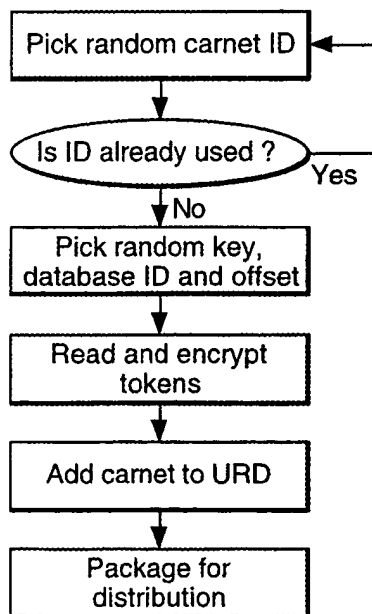 Pick random carnet ID
Is ID already used ?
Yes
No
Pick random key,
database ID and offset
Read and encrypt
tokens
Add carnet to URD
Package for
distribution